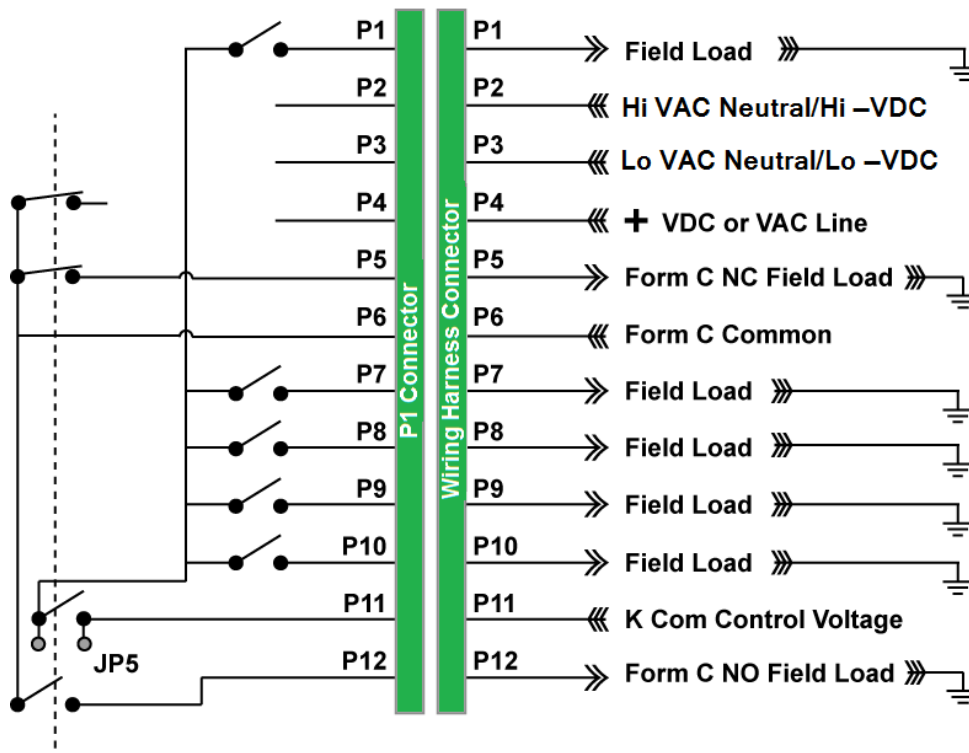 P1 P1 Field Load
P2 P2 Hi VAC Neutral/Hi –VDC
P3 P3 Lo VAC Neutral/Lo –VDC
P4 P4 + VDC or VAC Line
P5 P5 Form C NC Field Load
P6 P6 Form C Common
P7 P7 Field Load
P8 P8 Field Load
P9 P9 Field Load
P10 P10 Field Load
P11 P11 K Com Control Voltage
JP5
P12 P12 Form C NO Field Load
P1 Connector
Wiring Harness Connector